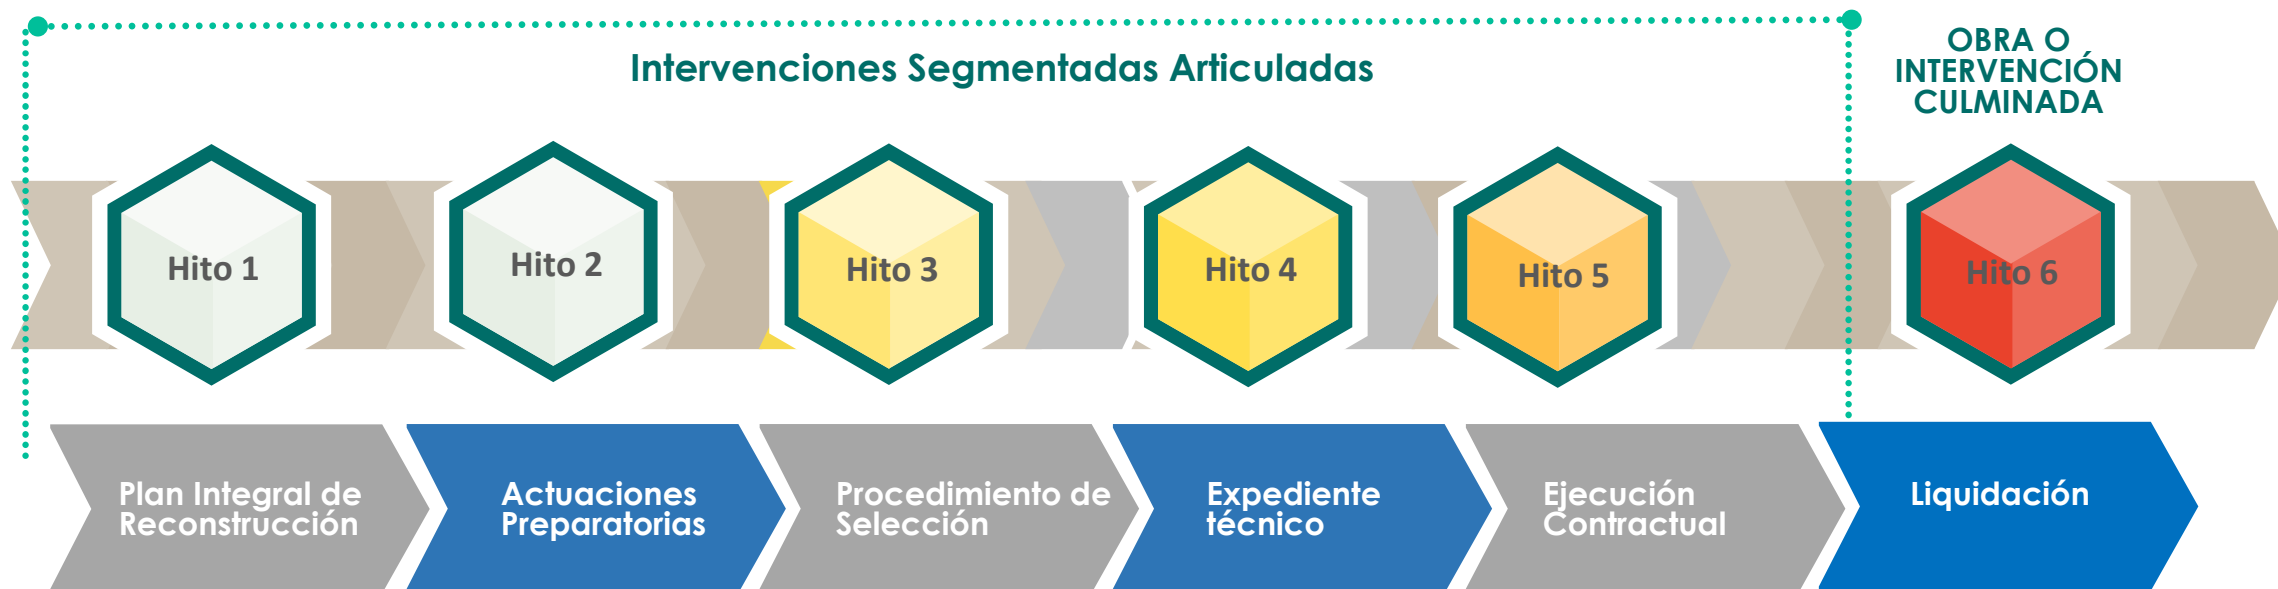 Intervenciones Segmentadas Articuladas
OBRA O
INTERVENCIÓN
CULMINADA
Hito 1
Hito 2
Hito 3
Hito 4
Hito 5
Hito 6
Plan Integral de
Reconstrucción
Actuaciones
Preparatorias
Procedimiento de
Selección
Expediente
técnico
Ejecución
Contractual
Liquidación